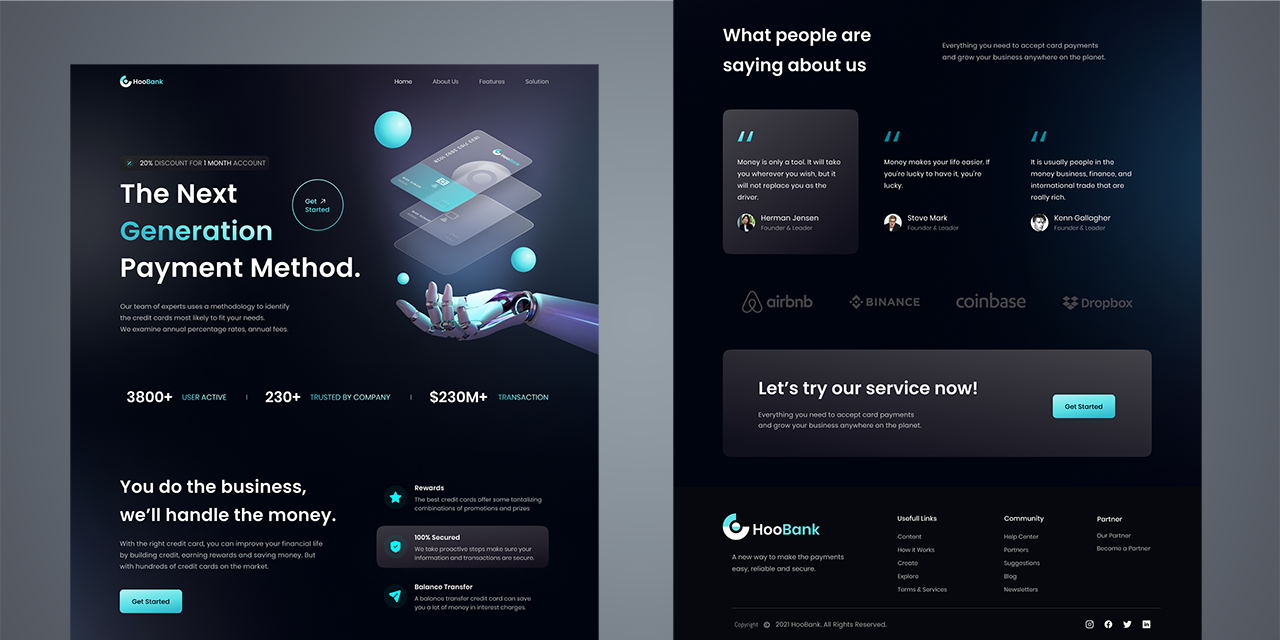 HooBank
Home
About Us
Features
Solution
20% DISCOUNT FOR 1 MONTH ACCOUNT
The Next
Generation
Payment Method.
Get
Started
HooBank
Our team of experts uses a methodology to identify
the credit cards most likely to fit your needs.
We examine annual percentage rates, annual fees.
3800+ USER ACTIVE
230+ TRUSTED BY COMPANY
$230M+ TRANSACTION
You do the business,
we’ll handle the money.
With the right credit card, you can improve your financial life
by building credit, earning rewards and saving money. But
with hundreds of credit cards on the market.
Get Started
Rewards
The best credit cards offer some tantalizing
combinations of promotions and prizes
100% Secured
We take proactive steps make sure your
information and transactions are secure.
Balance Transfer
A balance transfer credit card can save
you a lot of money in interest charges.
What people are
saying about us
Everything you need to accept card payments
and grow your business anywhere on the planet.
Money is only a tool. It will take
you wherever you wish, but it
will not replace you as the
driver.
Herman Jensen
Founder & Leader
Money makes your life easier. If
you're lucky to have it, you're
lucky.
Steve Mark
Founder & Leader
It is usually people in the
money business, finance, and
international trade that are
really rich.
Kenn Gallagher
Founder & Leader
airbnb
BINANCE
coinbase
Dropbox
Let’s try our service now!
Everything you need to accept card payments
and grow your business anywhere on the planet.
Get Started
HooBank
A new way to make the payments
easy, reliable and secure.
Usefull Links
Content
How it Works
Create
Explore
Terms & Services
Community
Help Center
Partners
Suggestions
Blog
Newsletters
Partner
Our Partner
Become a Partner
Copyright © 2021 HooBank. All Rights Reserved.